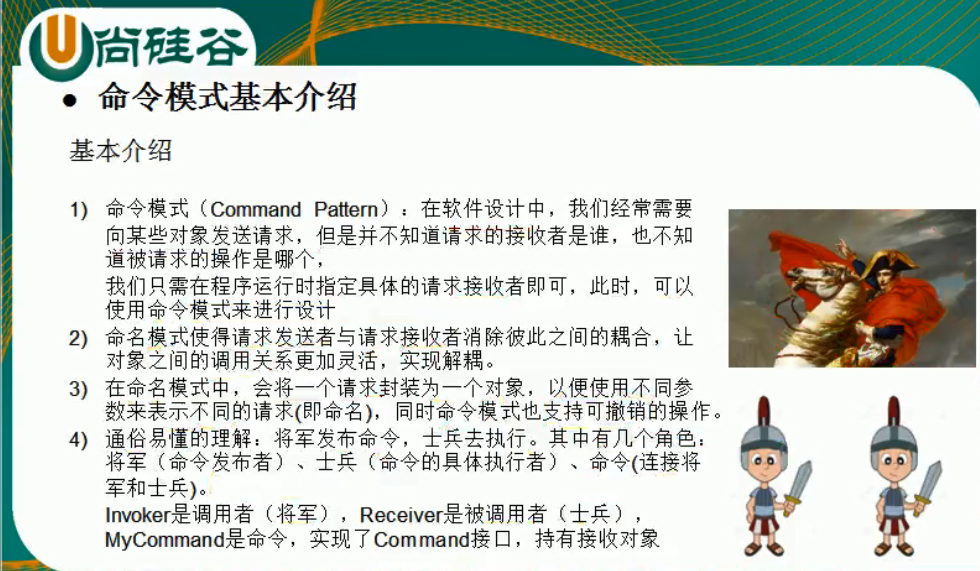 尚硅谷
● 命令模式基本介绍
基本介绍
1) 命令模式（Command Pattern）：在软件设计中，我们经常需要
向某些对象发送请求，但是并不知道请求的接收者是谁，也不知
道被请求的操作是哪个，
我们只需在程序运行时指定具体的请求接收者即可，此时，可以
使用命令模式来进行设计
2) 命名模式使得请求发送者与请求接收者消除彼此之间的耦合，让
对象之间的调用关系更加灵活，实现解耦。
3) 在命名模式中，会将一个请求封装为一个对象，以便使用不同参
数来表示不同的请求(即命名)，同时命令模式也支持可撤销的操作。
4) 通俗易懂的理解：将军发布命令，士兵去执行。其中有几个角色：
将军（命令发布者）、士兵（命令的具体执行者）、命令(连接将
军和士兵)。
Invoker是调用者（将军），Receiver是被调用者（士兵），
MyCommand是命令，实现了Command接口，持有接收对象